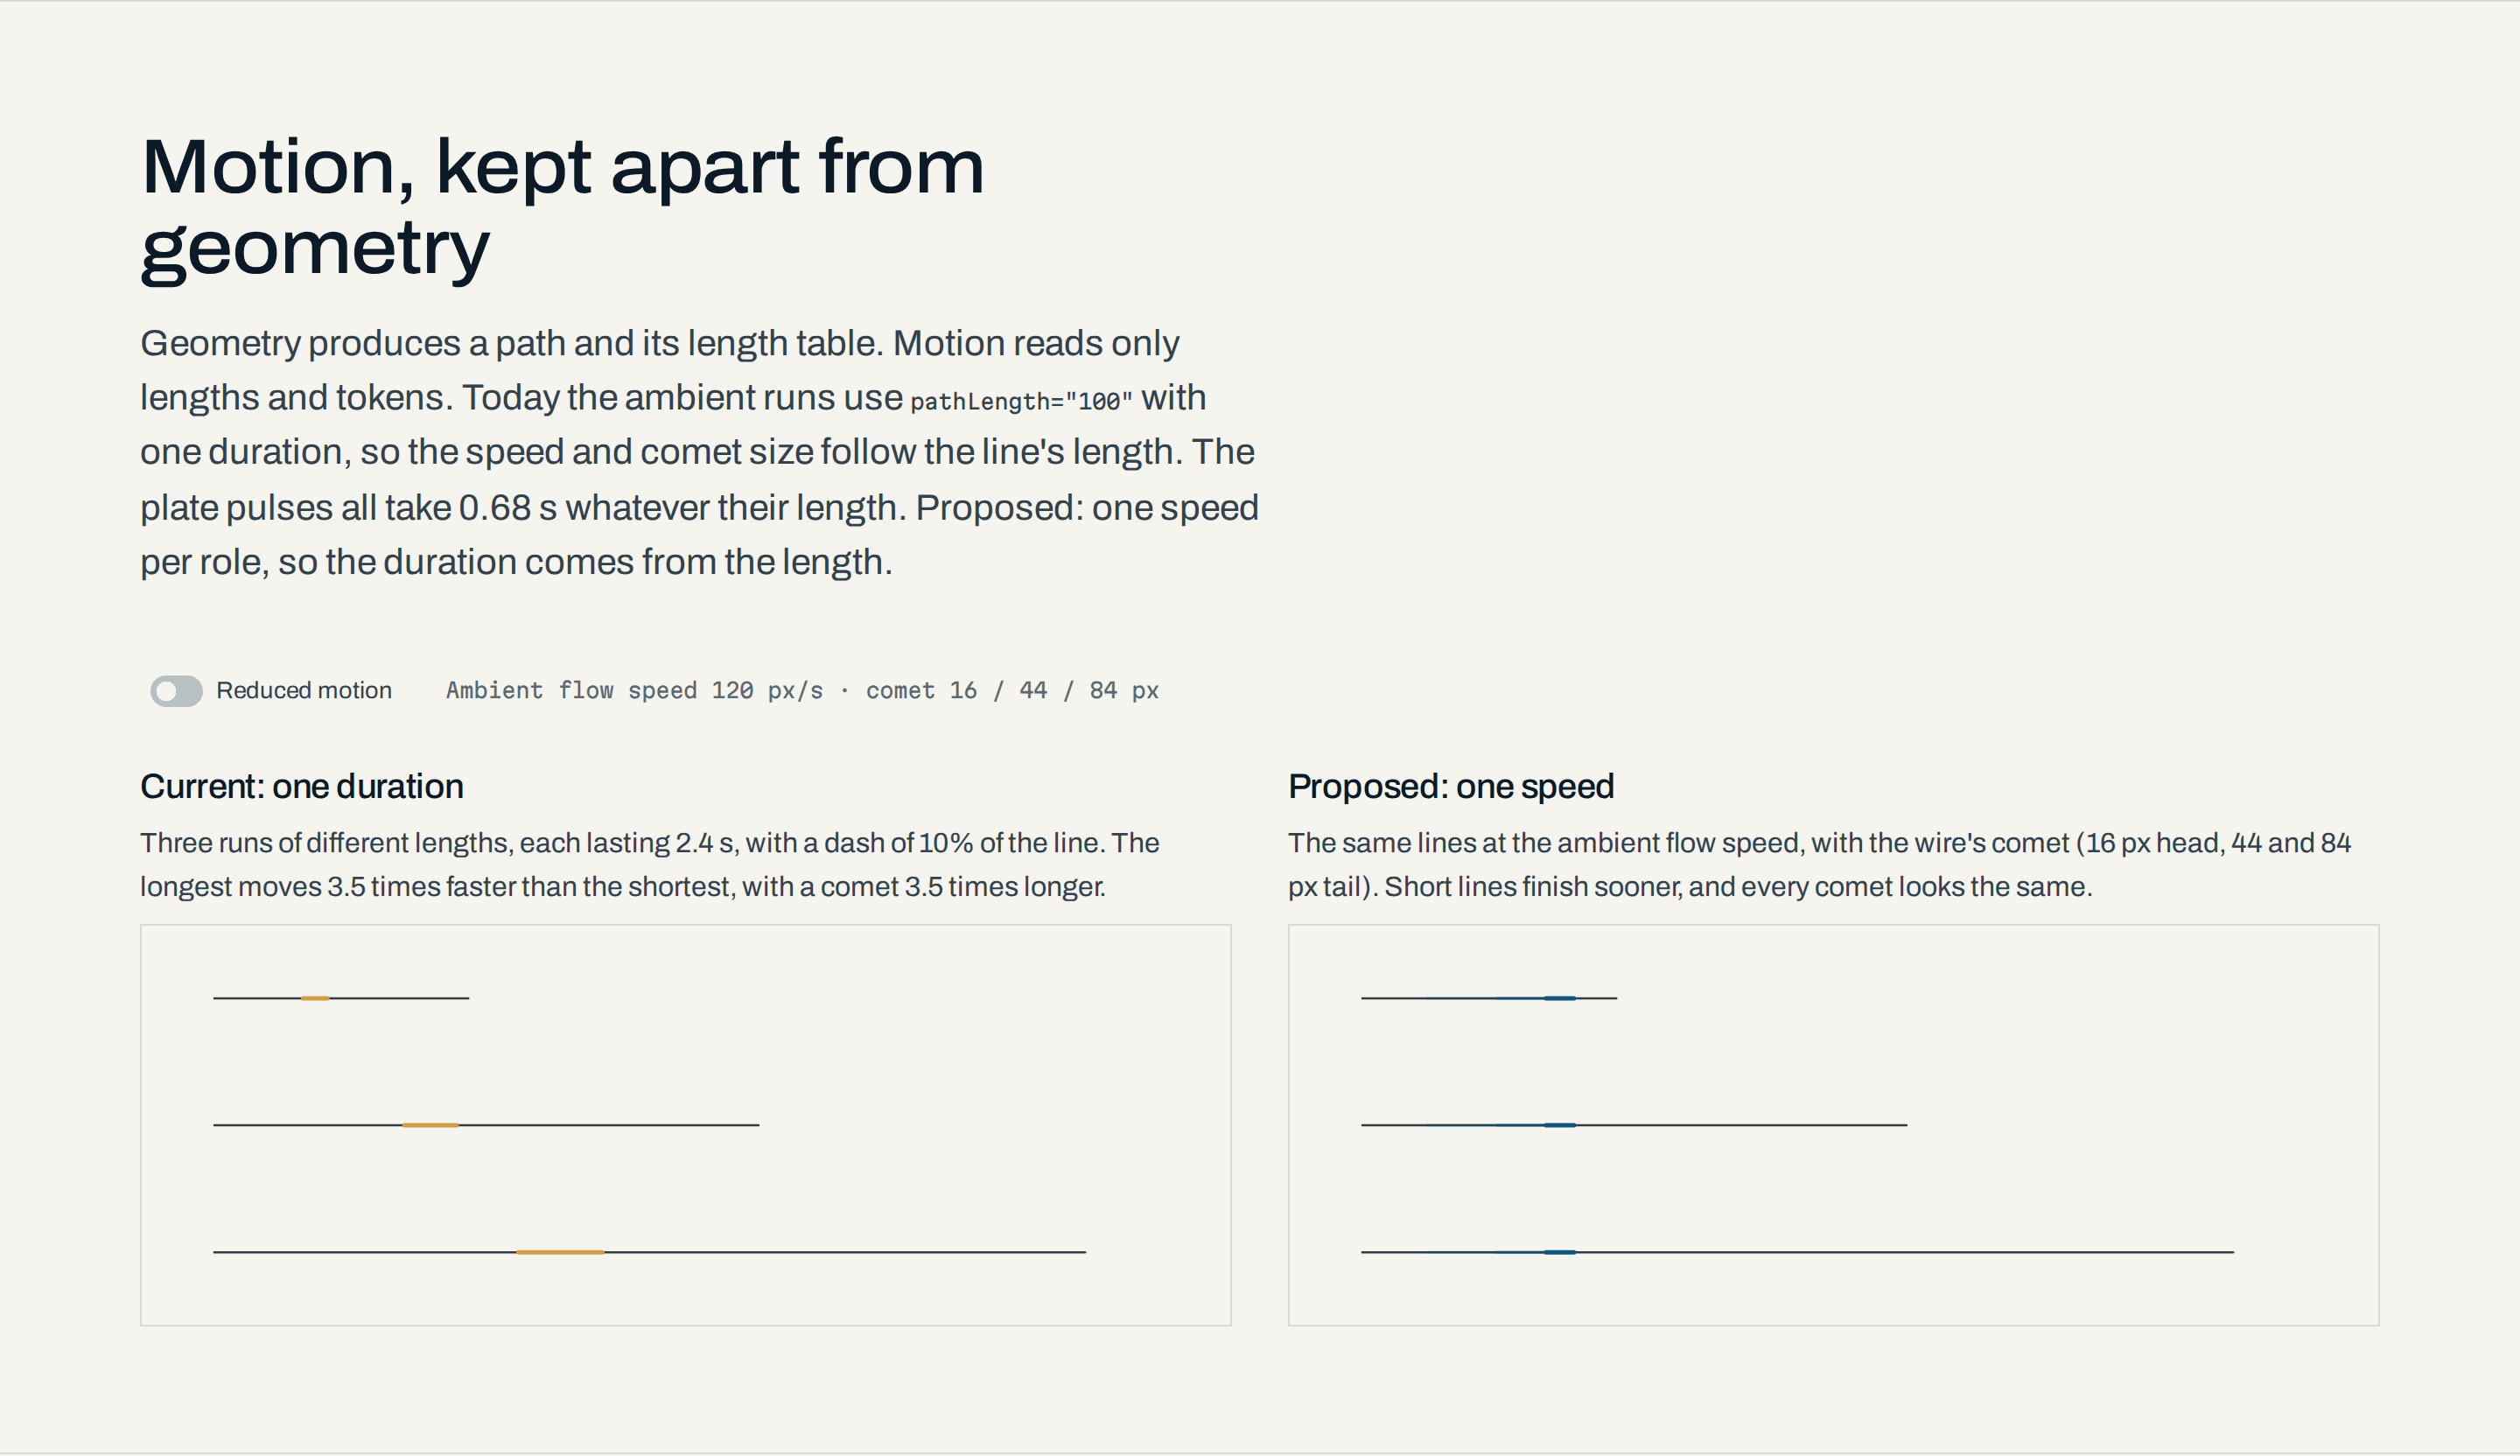 Motion, kept apart from
geometry
Geometry produces a path and its length table. Motion reads only
lengths and tokens. Today the ambient runs use pathLength="100" with
one duration, so the speed and comet size follow the line's length. The
plate pulses all take 0.68 s whatever their length. Proposed: one speed
per role, so the duration comes from the length.
Reduced motion
Ambient flow speed 120 px/s · comet 16 / 44 / 84 px
Current: one duration
Three runs of different lengths, each lasting 2.4 s, with a dash of 10% of the line. The
longest moves 3.5 times faster than the shortest, with a comet 3.5 times longer.
Proposed: one speed
The same lines at the ambient flow speed, with the wire's comet (16 px head, 44 and 84
px tail). Short lines finish sooner, and every comet looks the same.